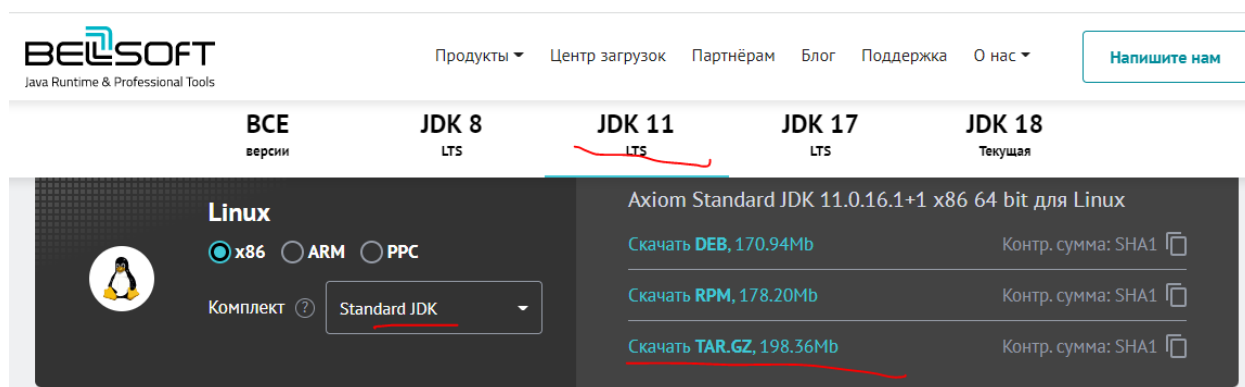 BELLSOFT
Java Runtime & Professional Tools
Продукты Центр загрузок Партнёрам Блог Поддержка О нас Напишите нам
ВСЕ JDK 8 JDK 11 JDK 17 JDK 18
версии LTS LTS LTS Текущая
Linux
x86 ARM PPC
Комплект ? Standard JDK
Axiom Standard JDK 11.0.16.1+1 x86 64 bit для Linux
Скачать DEB, 170.94Mb Контр. сумма: SHA1
Скачать RPM, 178.20Mb Контр. сумма: SHA1
Скачать TAR.GZ, 198.36Mb Контр. сумма: SHA1